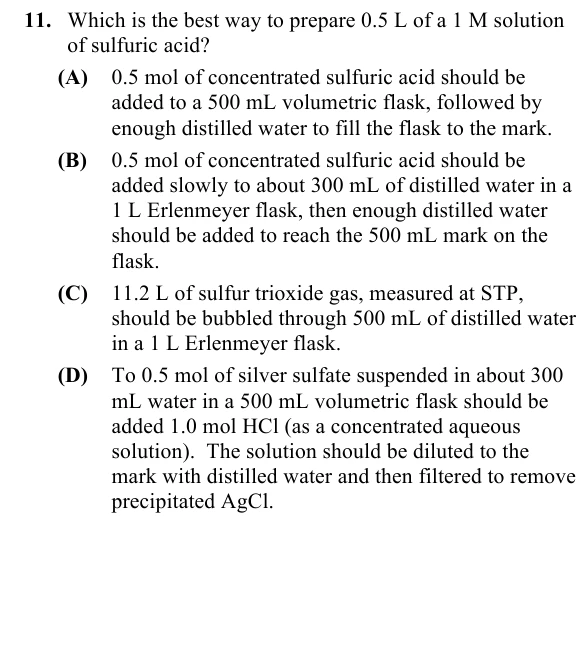 11. Which is the best way to prepare 0.5 L of a 1 M solution
of sulfuric acid?
(A) 0.5 mol of concentrated sulfuric acid should be
added to a 500 mL volumetric flask, followed by
enough distilled water to fill the flask to the mark.
(B) 0.5 mol of concentrated sulfuric acid should be
added slowly to about 300 mL of distilled water in a
1 L Erlenmeyer flask, then enough distilled water
should be added to reach the 500 mL mark on the
flask.
(C) 11.2 L of sulfur trioxide gas, measured at STP,
should be bubbled through 500 mL of distilled water
in a 1 L Erlenmeyer flask.
(D) To 0.5 mol of silver sulfate suspended in about 300
mL water in a 500 mL volumetric flask should be
added 1.0 mol HCl (as a concentrated aqueous
solution). The solution should be diluted to the
mark with distilled water and then filtered to remove
precipitated AgCl.